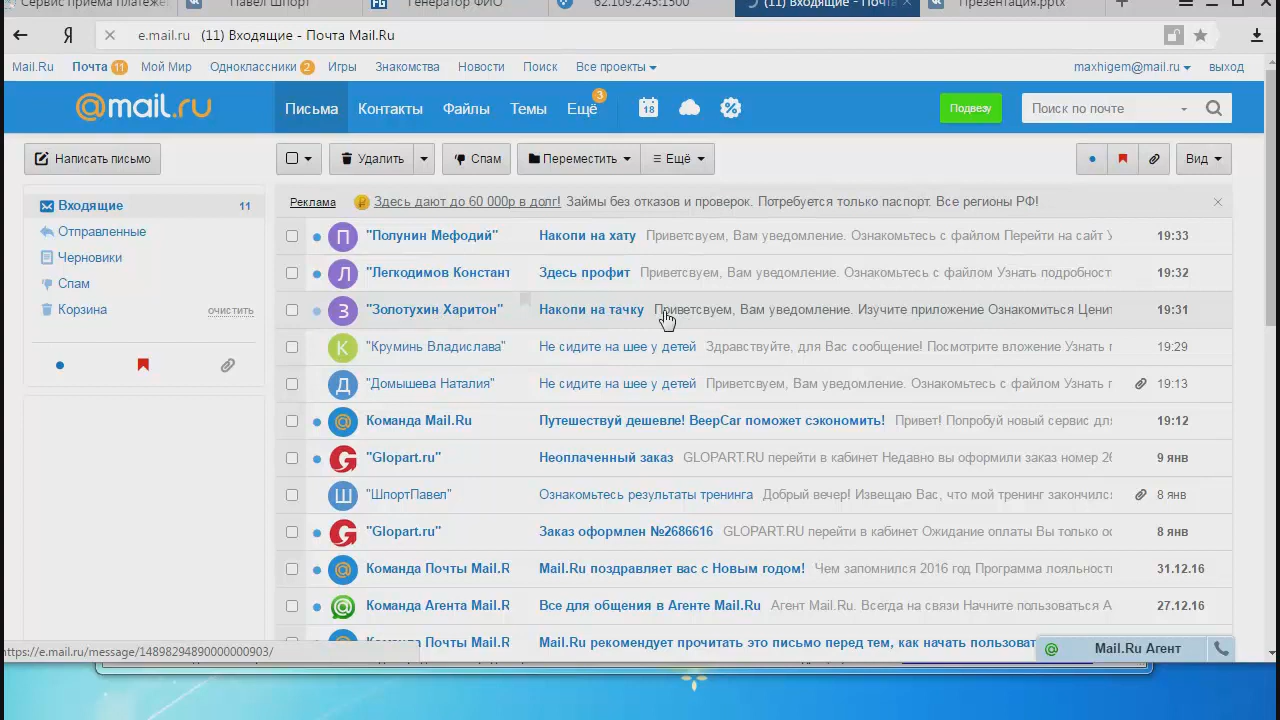 Сервис приема платеже
Павел Шпорт
Генератор ФИО
62.109.2.45:1500
(11) Входящие - Почта
Презентация.pptx
e.mail.ru (11) Входящие - Почта Mail.Ru
Mail.Ru Почта 11 Мой Мир Одноклассники 2 Игры Знакомства Новости Поиск Все проекты maxhigem@mail.ru выход
@mail.ru Письма Контакты Файлы Темы Ещё 3 18 Подвезу Поиск по почте
Написать письмо Удалить Спам Переместить Ещё Вид
Входящие 11
Отправленные
Черновики
Спам
Корзина очистить
Реклама Здесь дают до 60 000р в долг! Займы без отказов и проверок. Потребуется только паспорт. Все регионы РФ!
П "Полунин Мефодий" Накопи на хату Приветсвуем, Вам уведомление. Ознакомьтесь с файлом Перейти на сайт У 19:33
Л "Легкодимов Констант Здесь профит Приветсвуем, Вам уведомление. Ознакомьтесь с файлом Узнать подробност 19:32
З "Золотухин Харитон" Накопи на тачку Приветсвуем, Вам уведомление. Изучите приложение Ознакомиться Ценит 19:31
К "Круминь Владислава" Не сидите на шее у детей Здравствуйте, для Вас сообщение! Посмотрите вложение Узнать г 19:29
Д "Домышева Наталия" Не сидите на шее у детей Приветсвуем, Вам уведомление. Ознакомьтесь с файлом Узнать г 19:13
Команда Mail.Ru Путешествуй дешевле! BeepCar поможет сэкономить! Привет! Попробуй новый сервис для 19:12
"Glopart.ru" Неоплаченный заказ GLOPART.RU перейти в кабинет Недавно вы оформили заказ номер 26 9 янв
Ш "ШпортПавел" Ознакомьтесь результаты тренинга Добрый вечер! Извещаю Вас, что мой тренинг закончилс 8 янв
"Glopart.ru" Заказ оформлен №2686616 GLOPART.RU перейти в кабинет Ожидание оплаты Вы только ос 8 янв
Команда Почты Mail.R Mail.Ru поздравляет вас с Новым годом! Чем запомнился 2016 год Программа лояльност 31.12.16
Команда Агента Mail.R Все для общения в Агенте Mail.Ru Агент Mail.Ru. Всегда на связи Начните пользоваться А 27.12.16
Команда Почты Mail.R Mail.Ru рекомендует прочитать это письмо перед тем, как начать пользоват
https://e.mail.ru/message/14898294890000000903/
Mail.Ru Агент